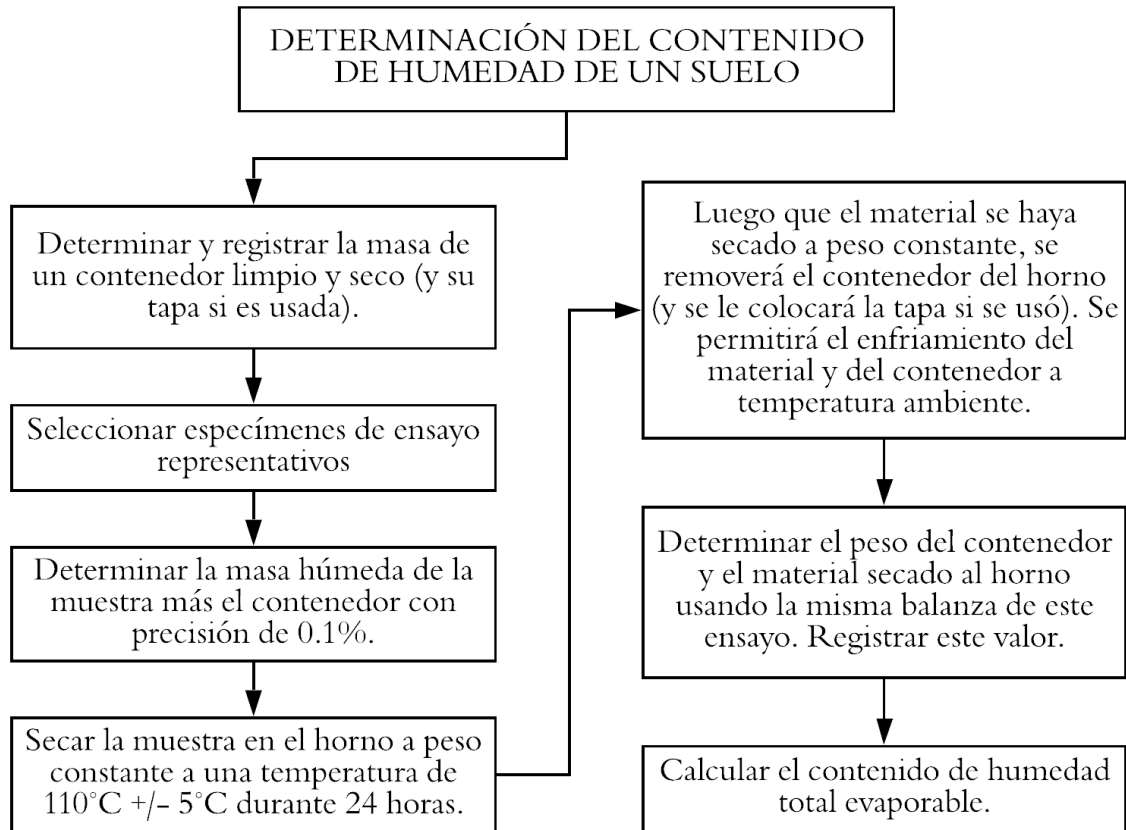 DETERMINACIÓN DEL CONTENIDO
DE HUMEDAD DE UN SUELO
Determinar y registrar la masa de
un contenedor limpio y seco (y su
tapa si es usada).
Seleccionar especímenes de ensayo
representativos
Determinar la masa húmeda de la
muestra más el contenedor con
precisión de 0.1%.
Secar la muestra en el horno a peso
constante a una temperatura de
110°C +/- 5°C durante 24 horas.
Luego que el material se haya
secado a peso constante, se
removerá el contenedor del horno
(y se le colocará la tapa si se usó). Se
permitirá el enfriamiento del
material y del contenedor a
temperatura ambiente.
Determinar el peso del contenedor
y el material secado al horno
usando la misma balanza de este
ensayo. Registrar este valor.
Calcular el contenido de humedad
total evaporable.